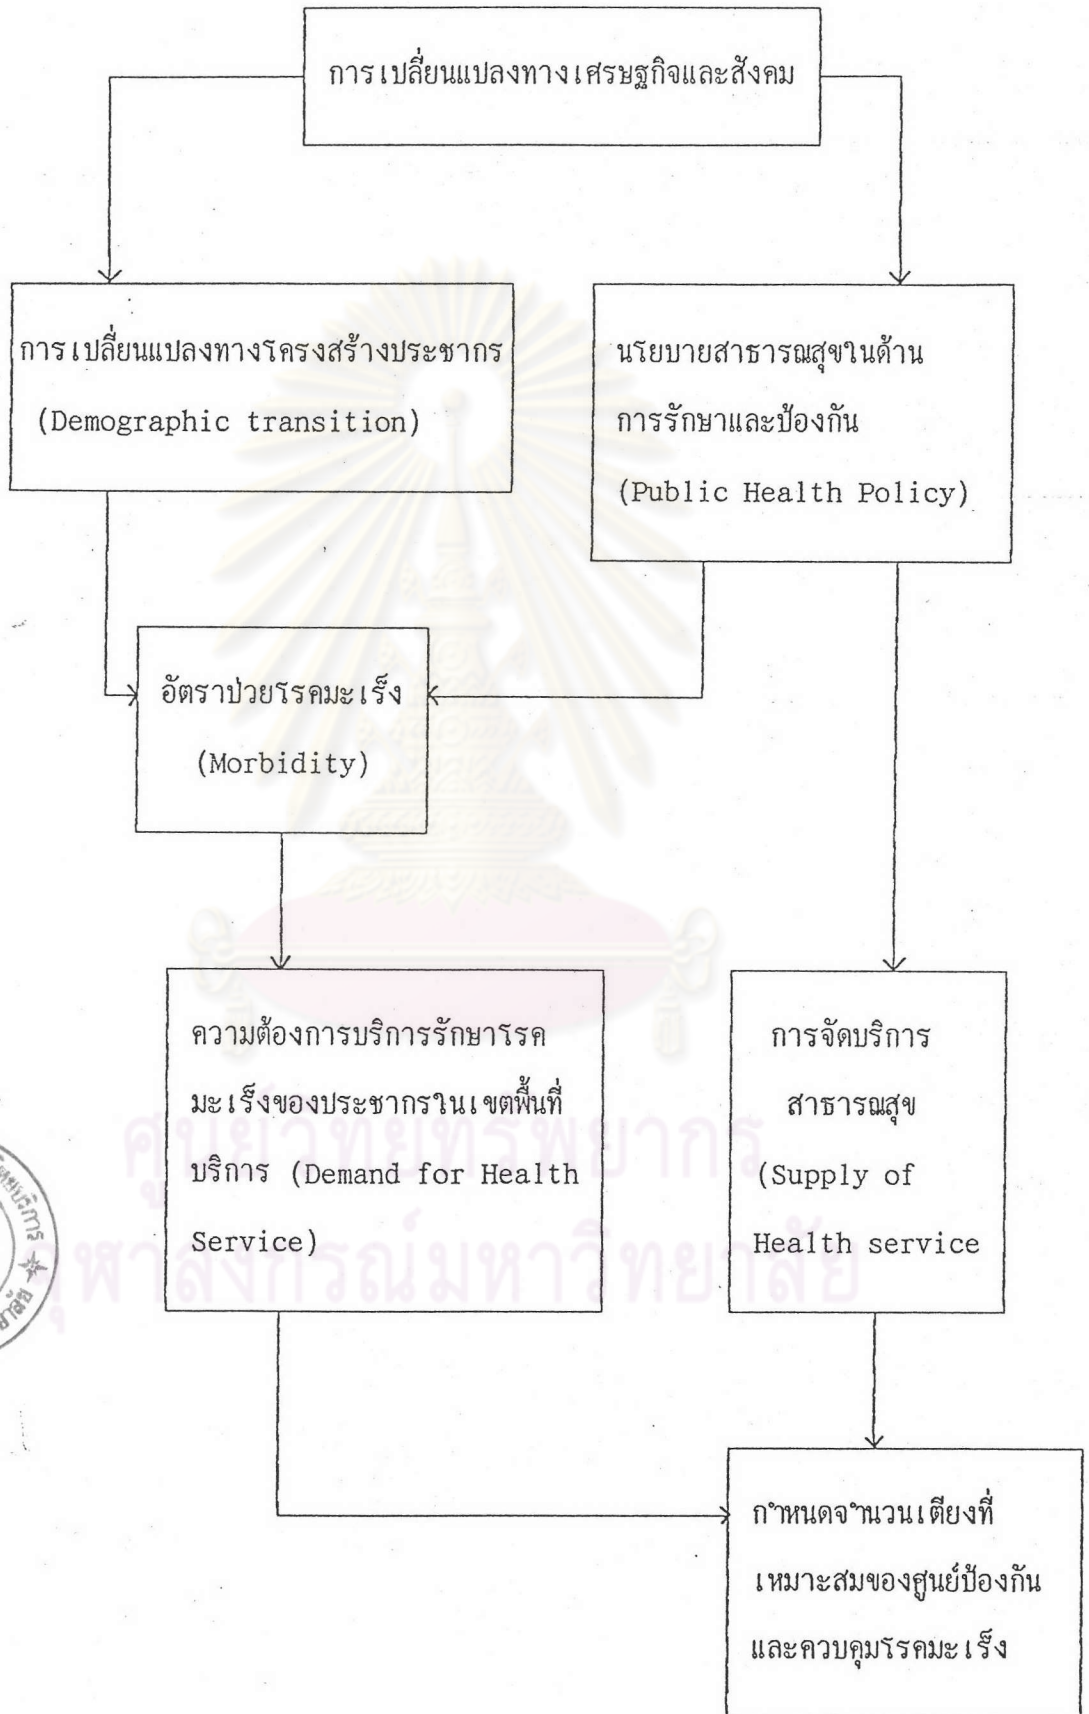 การเปลี่ยนแปลงทางเศรษฐกิจและสังคม
การเปลี่ยนแปลงทางโครงสร้างประชากร
(Demographic transition)
นโยบายสาธารณสุขในด้าน
การรักษาและป้องกัน
(Public Health Policy)
อัตราป่วยโรคมะเร็ง
(Morbidity)
ความต้องการบริการรักษาโรค
มะเร็งของประชากรในเขตพื้นที่
บริการ (Demand for Health
Service)
การจัดบริการ
สาธารณสุข
(Supply of
Health service
กำหนดจำนวนเตียงที่
เหมาะสมของศูนย์ป้องกัน
และควบคุมโรคมะเร็ง
ศูนย์วิทยทรัพยากร
จุฬาลงกรณ์มหาวิทยาลัย